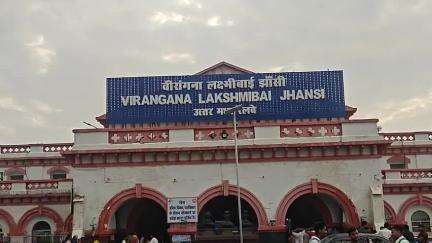 वीरांगना लक्ष्मीबाई झाँसी
VIRANGANA LAKSHMIBAI JHANSI
उत्तर मध्य रेलवे